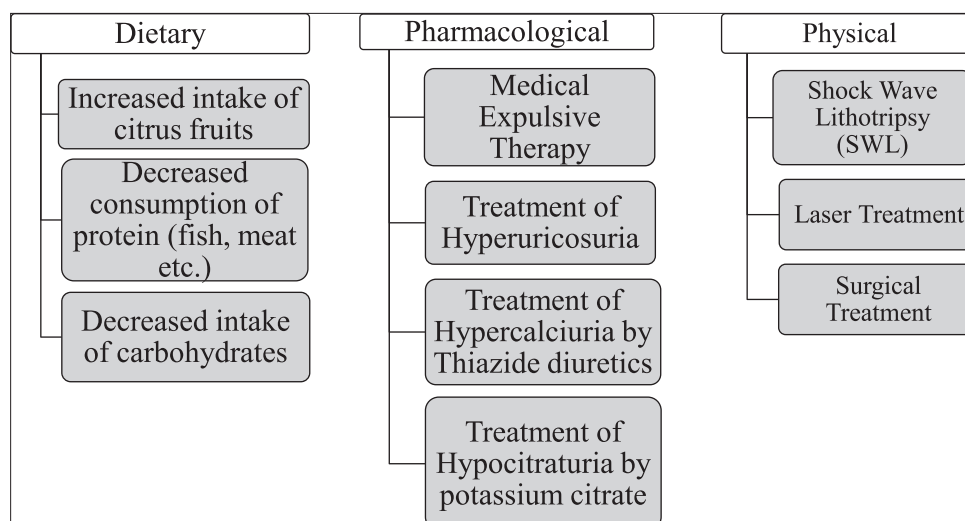 Dietary
Increased intake of
citrus fruits
Decreased
consumption of
protein (fish, meat
etc.)
Decreased intake
of carbohydrates
Pharmacological
Medical
Expulsive
Therapy
Treatment of
Hyperuricosuria
Treatment of
Hypercalciuria by
Thiazide diuretics
Treatment of
Hypocitraturia by
potassium citrate
Physical
Shock Wave
Lithotripsy
(SWL)
Laser Treatment
Surgical
Treatment